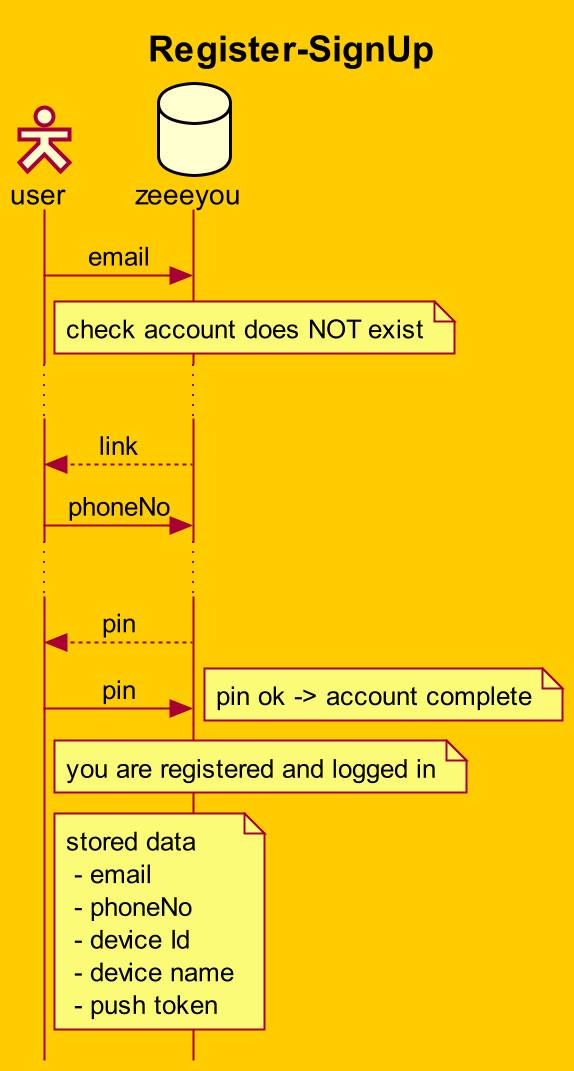 Register-SignUp
user
zeeeyou
email
check account does NOT exist
link
phoneNo
pin
pin
pin ok -> account complete
you are registered and logged in
stored data
- email
- phoneNo
- device Id
- device name
- push token